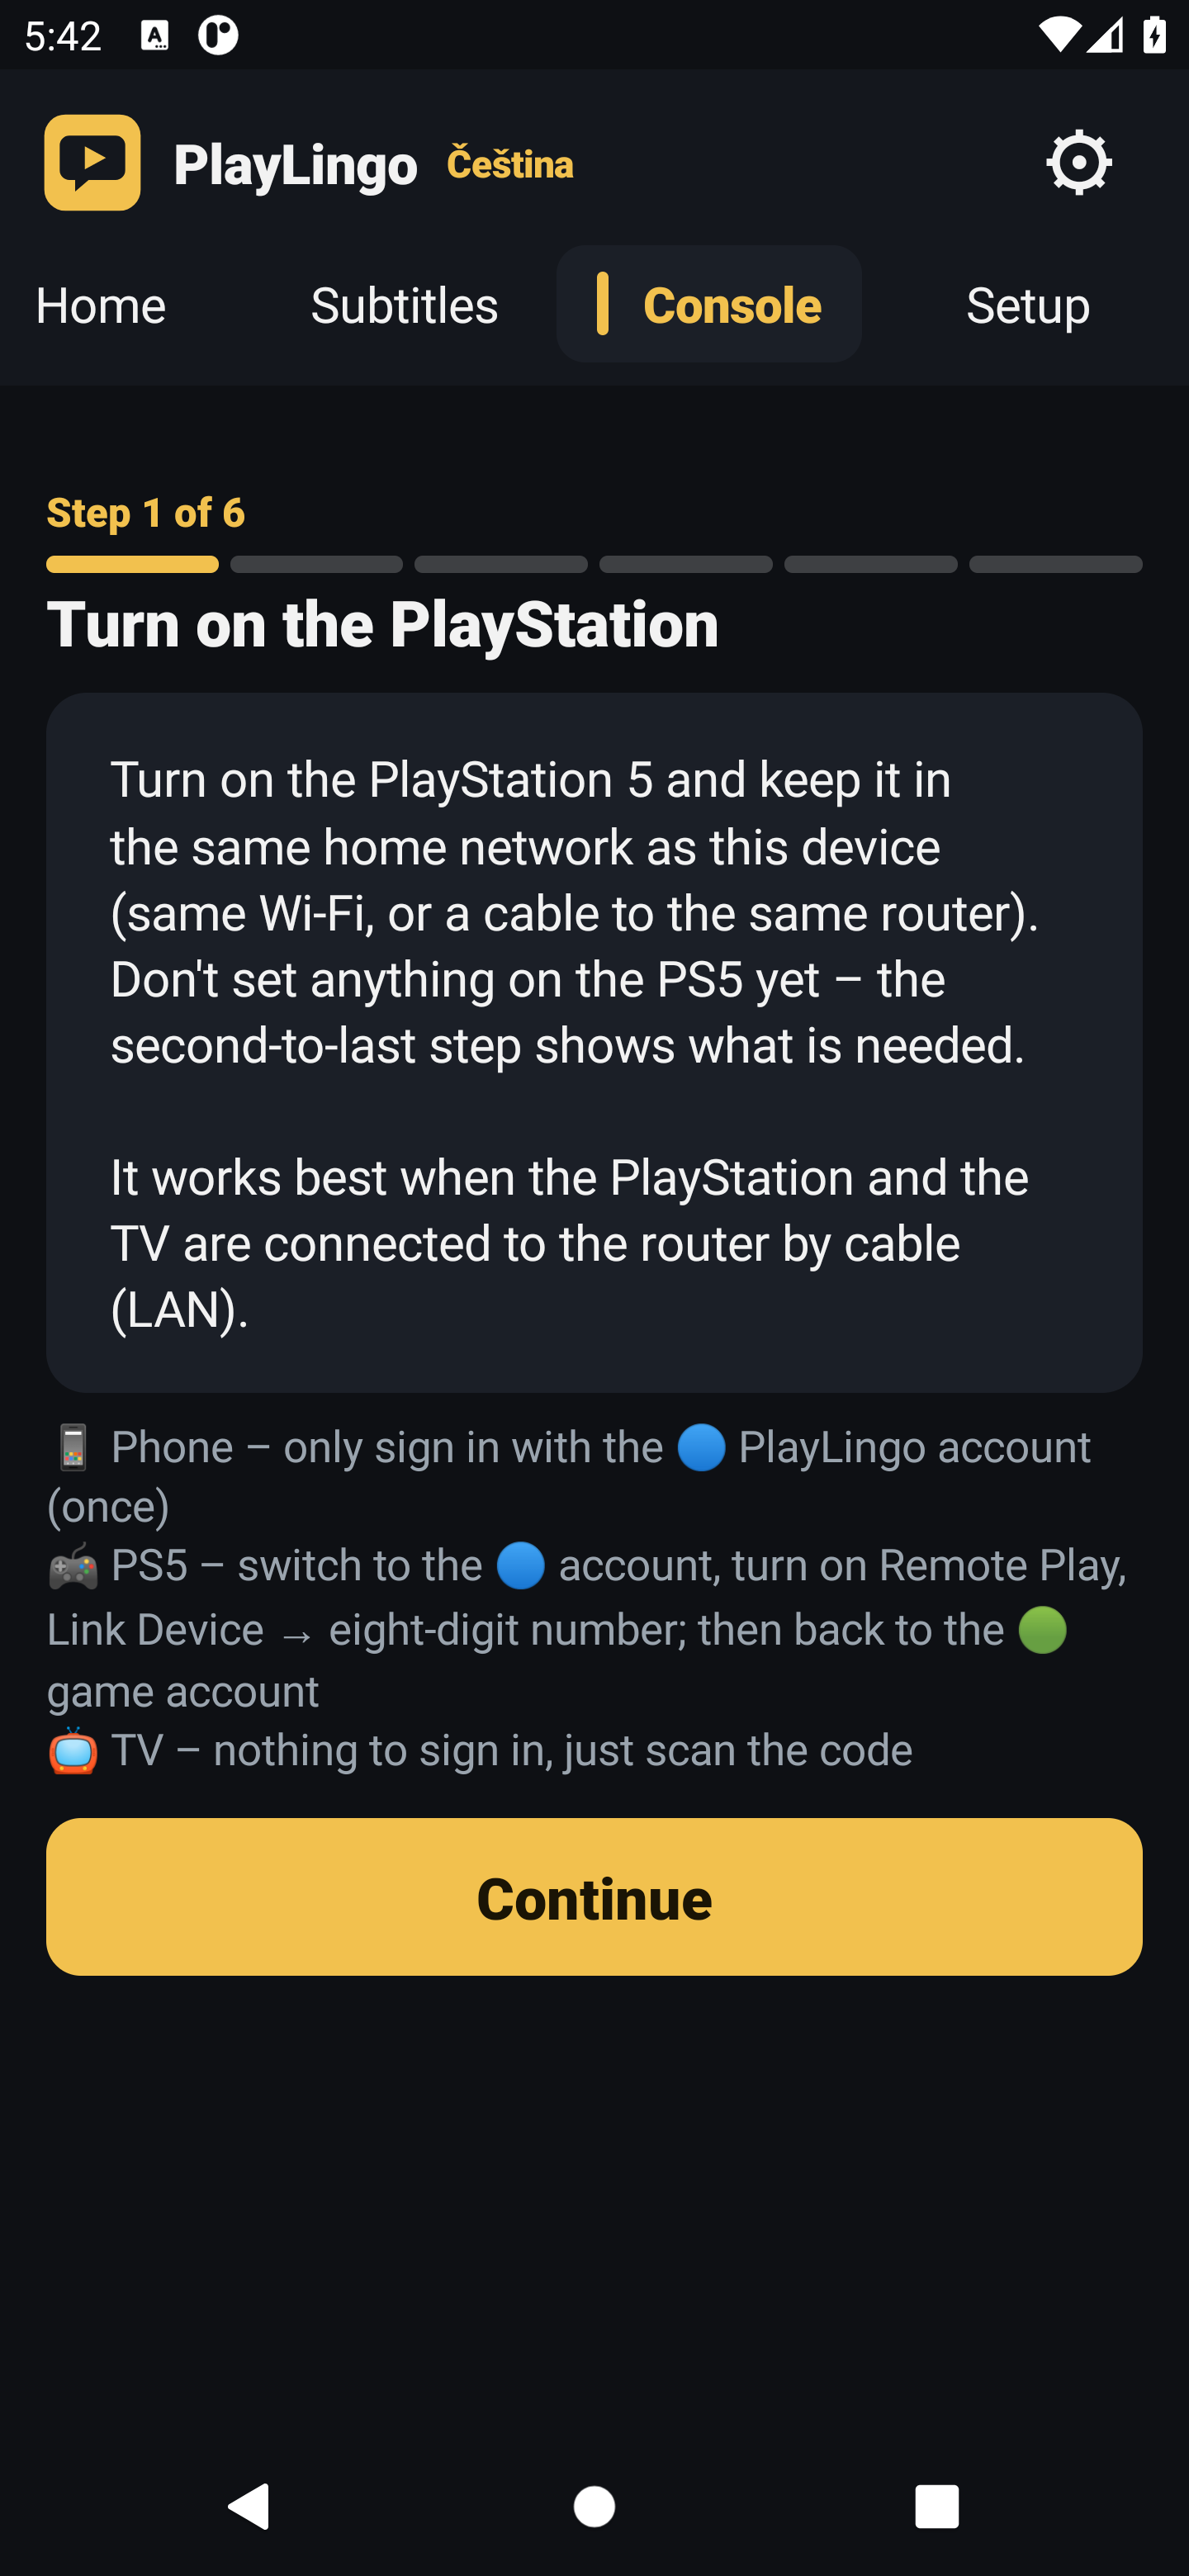 5:42
PlayLingo Čeština
Home Subtitles Console Setup
Step 1 of 6
Turn on the PlayStation
Turn on the PlayStation 5 and keep it in
the same home network as this device
(same Wi-Fi, or a cable to the same router).
Don't set anything on the PS5 yet – the
second-to-last step shows what is needed.
It works best when the PlayStation and the
TV are connected to the router by cable
(LAN).
📱 Phone – only sign in with the 🔵 PlayLingo account
(once)
🎮 PS5 – switch to the 🔵 account, turn on Remote Play,
Link Device → eight-digit number; then back to the 🟢
game account
📺 TV – nothing to sign in, just scan the code
Continue